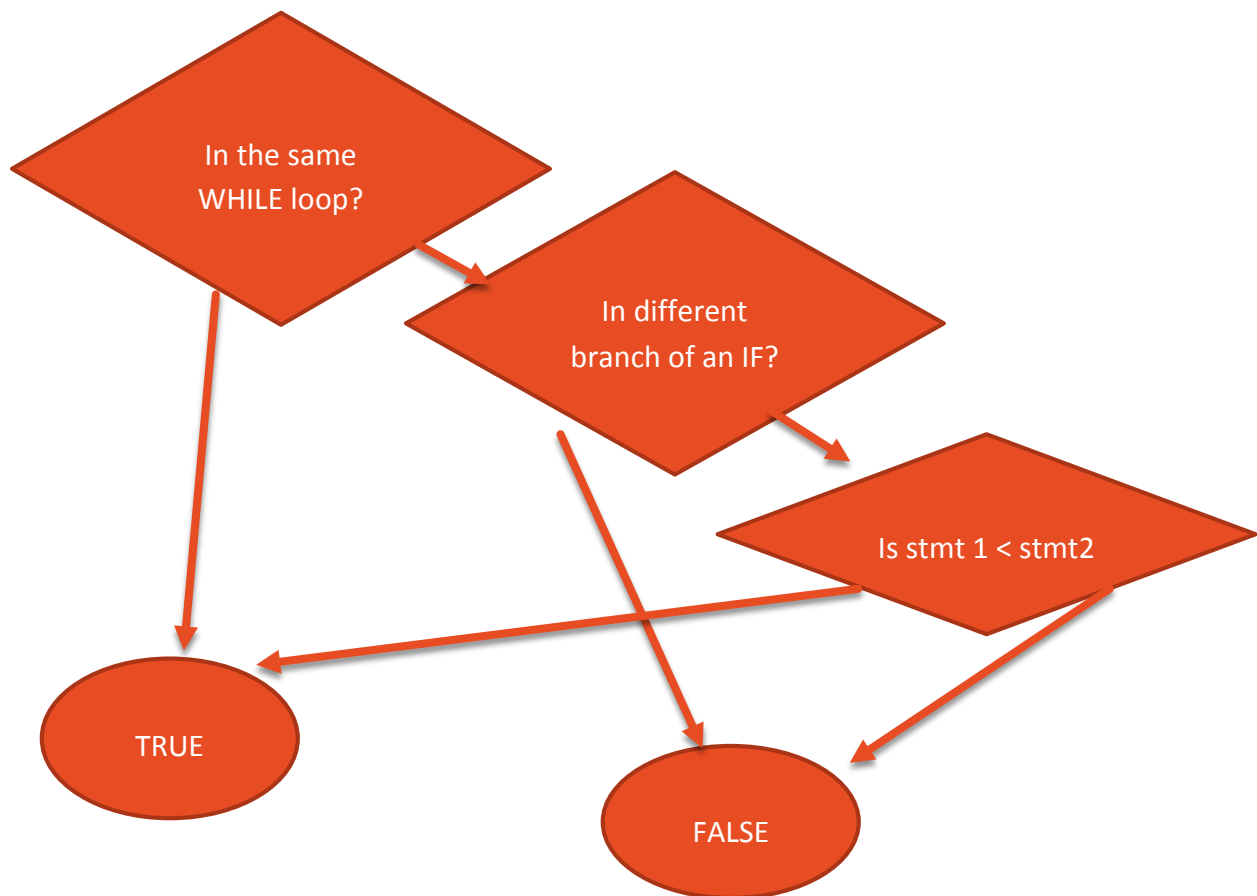 In the same
WHILE loop?
In different
branch of an IF?
Is stmt 1 < stmt2
TRUE
FALSE